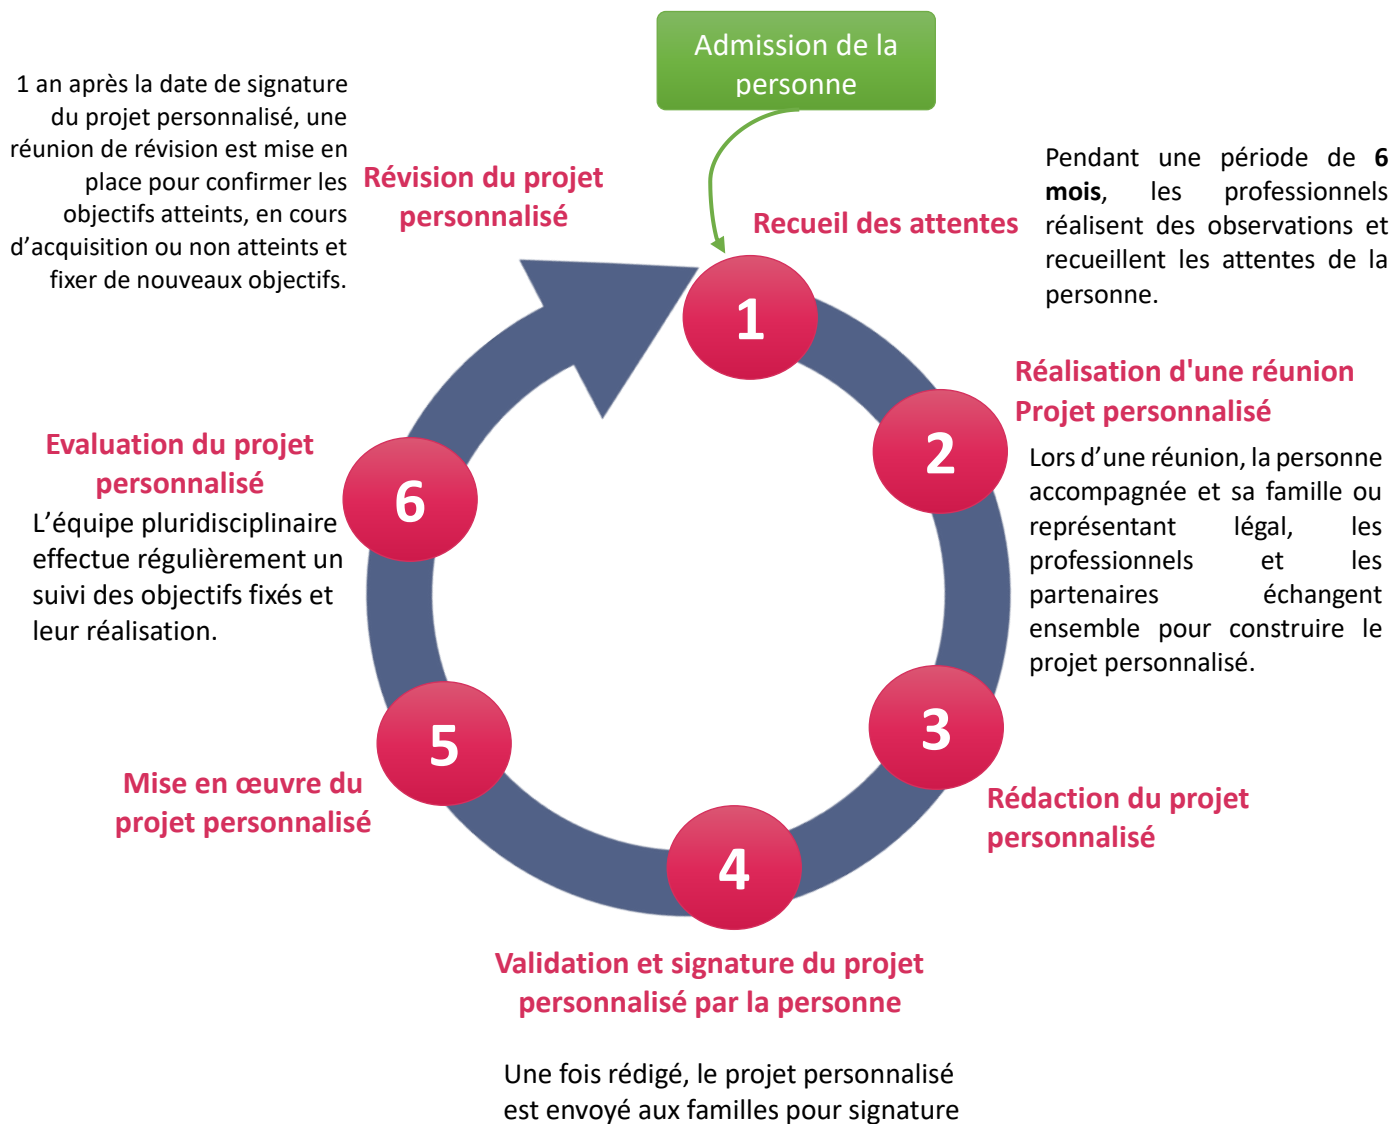 Admission de la
personne
1 an après la date de signature
du projet personnalisé, une
réunion de révision est mise en
place pour confirmer les
objectifs atteints, en cours
d’acquisition ou non atteints et
fixer de nouveaux objectifs.
Révision du projet
personnalisé
Recueil des attentes
Pendant une période de 6
mois, les professionnels
réalisent des observations et
recueillent les attentes de la
personne.
1
Réalisation d'une réunion
Projet personnalisé
2
Lors d’une réunion, la personne
accompagnée et sa famille ou
représentant légal, les
professionnels et les
partenaires échangent
ensemble pour construire le
projet personnalisé.
3
Rédaction du projet
personnalisé
4
Validation et signature du projet
personnalisé par la personne
Une fois rédigé, le projet personnalisé
est envoyé aux familles pour signature
5
Mise en œuvre du
projet personnalisé
6
Evaluation du projet
personnalisé
L’équipe pluridisciplinaire
effectue régulièrement un
suivi des objectifs fixés et
leur réalisation.